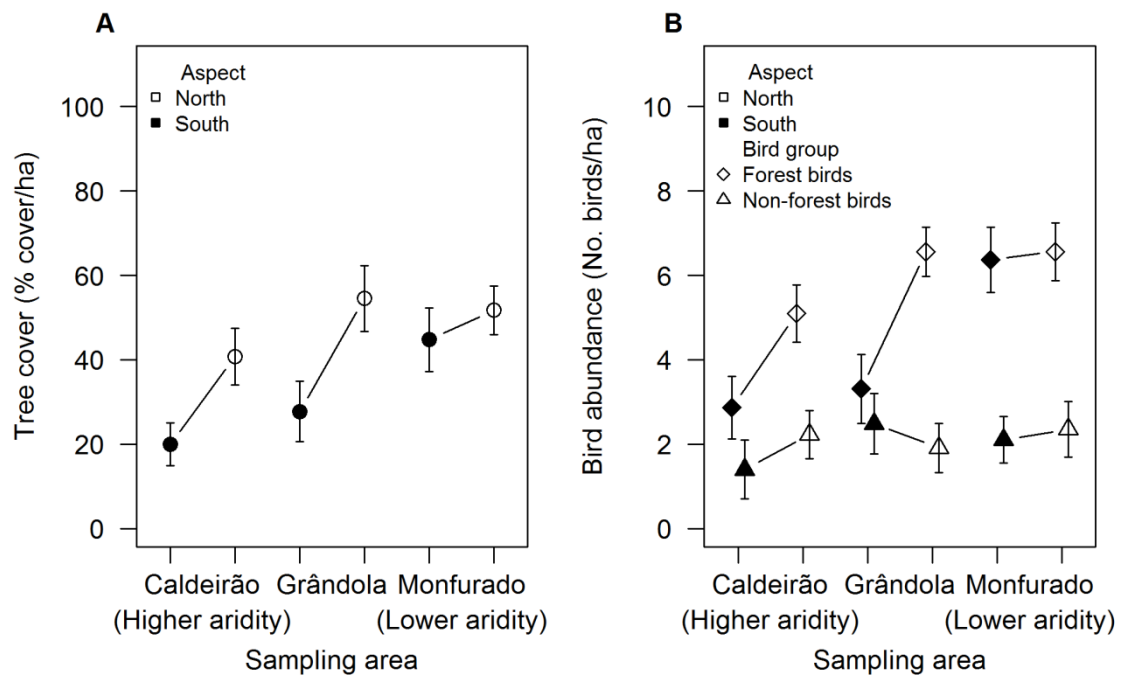 A
Aspect
North
South
100
80
60
40
20
0
Tree cover (% cover/ha)
Caldeirão Grândola Monfurado
(Higher aridity) (Lower aridity)
Sampling area
B
Aspect
North
South
Bird group
Forest birds
Non-forest birds
10
8
6
4
2
0
Bird abundance (No. birds/ha)
Caldeirão Grândola Monfurado
(Higher aridity) (Lower aridity)
Sampling area